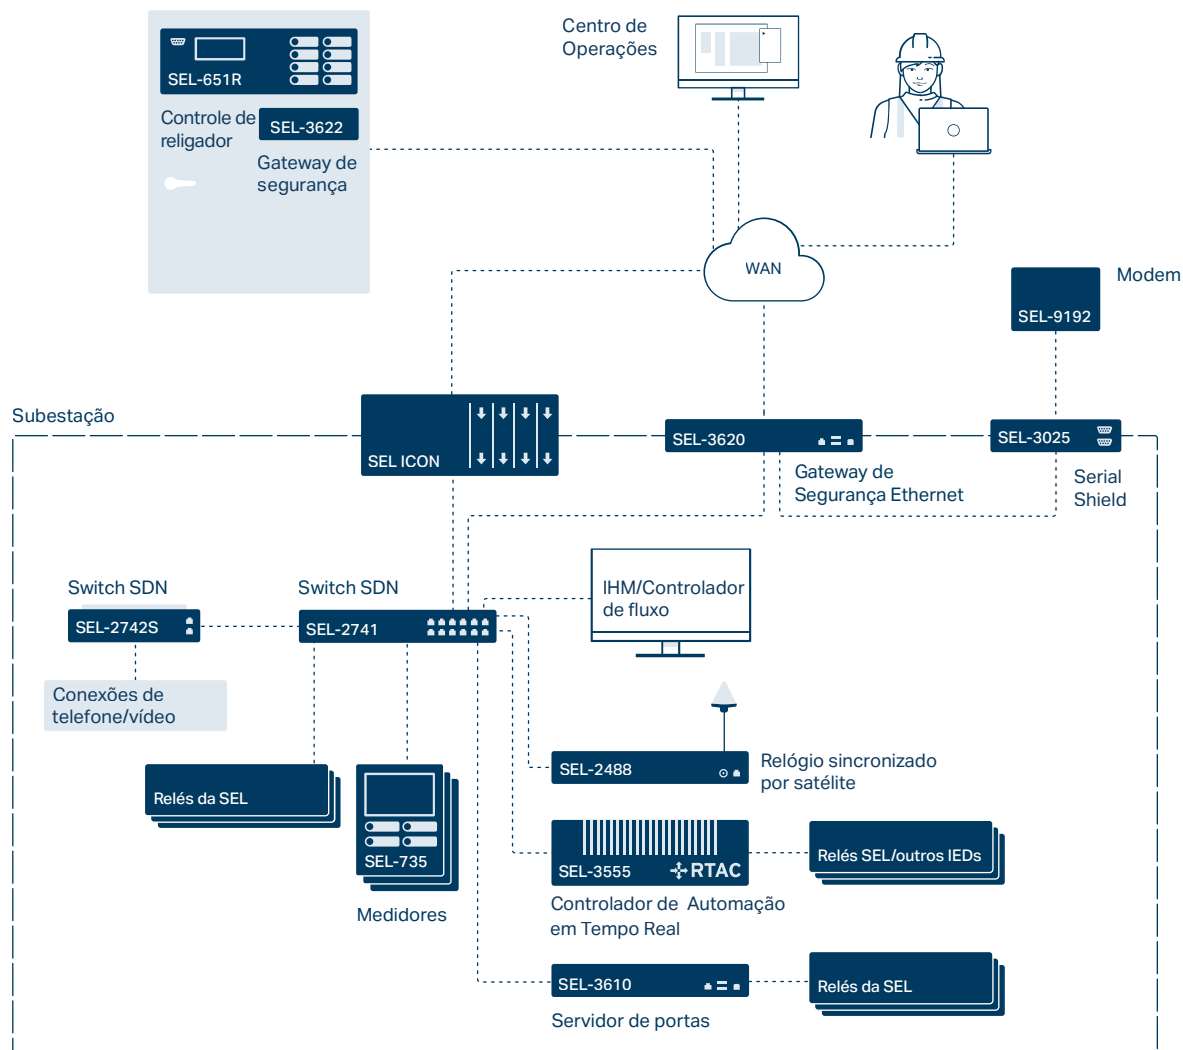 Centro de
Operações
SEL-651R
Controle de
religador
SEL-3622
Gateway de
segurança
WAN
Modem
SEL-9192
Subestação
SEL ICON
SEL-3620
Gateway de
Segurança Ethernet
SEL-3025
Serial
Shield
Switch SDN
SEL-2742S
Switch SDN
SEL-2741
IHM/Controlador
de fluxo
Conexões de
telefone/vídeo
Relés da SEL
SEL-735
Medidores
SEL-2488
Relógio sincronizado
por satélite
SEL-3555
RTAC
Controlador de Automação
em Tempo Real
Relés SEL/outros IEDs
SEL-3610
Servidor de portas
Relés da SEL